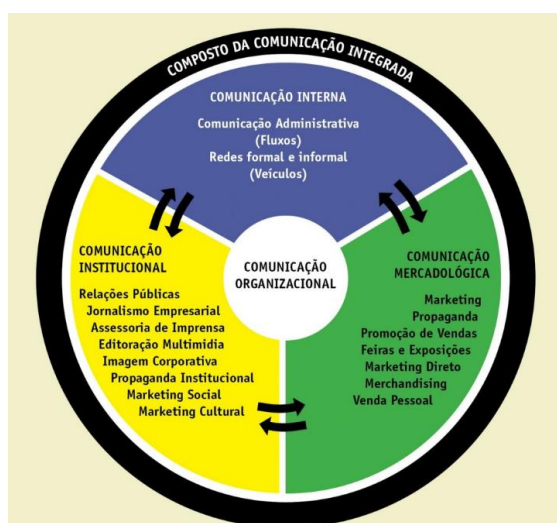 COMPOSTO DA COMUNICAÇÃO INTEGRADA
COMUNICAÇÃO INTERNA
Comunicação Administrativa
(Fluxos)
Redes formal e informal
(Veículos)
COMUNICAÇÃO
INSTITUCIONAL
Relações Públicas
Jornalismo Empresarial
Assessoria de Imprensa
Editoração Multimidia
Imagem Corporativa
Propaganda Institucional
Marketing Social
Marketing Cultural
COMUNICAÇÃO
ORGANIZACIONAL
COMUNICAÇÃO
MERCADOLÓGICA
Marketing
Propaganda
Promoção de Vendas
Feiras e Exposições
Marketing Direto
Merchandising
Venda Pessoal